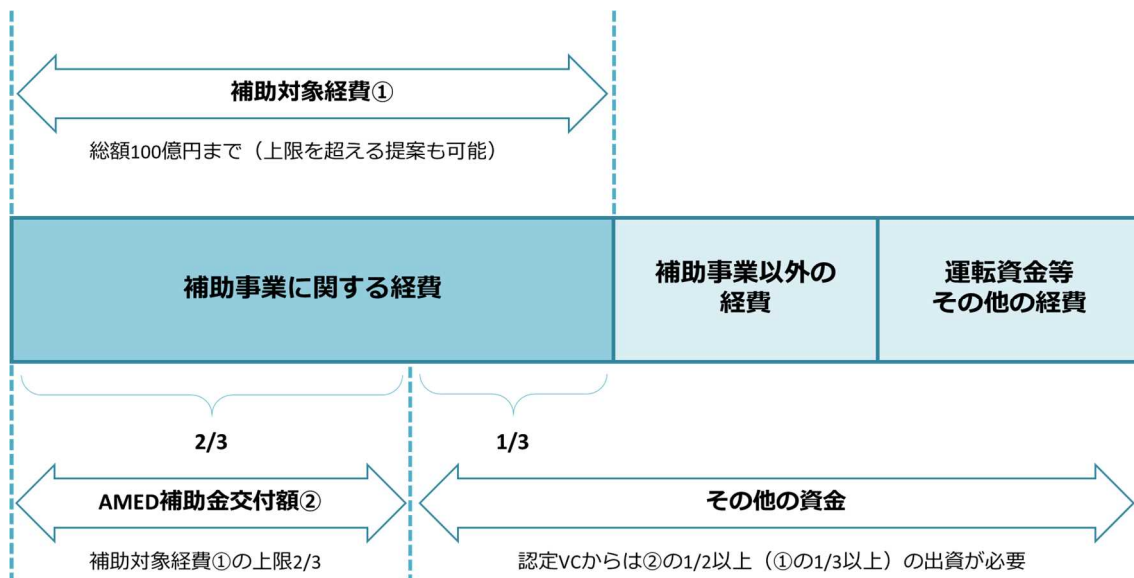 補助対象経費①
総額100億円まで（上限を超える提案も可能）
補助事業に関する経費
補助事業以外の
経費
運転資金等
その他の経費
2/3
1/3
AMED補助金交付額②
その他の資金
補助対象経費①の上限2/3
認定VCからは②の1/2以上（①の1/3以上）の出資が必要